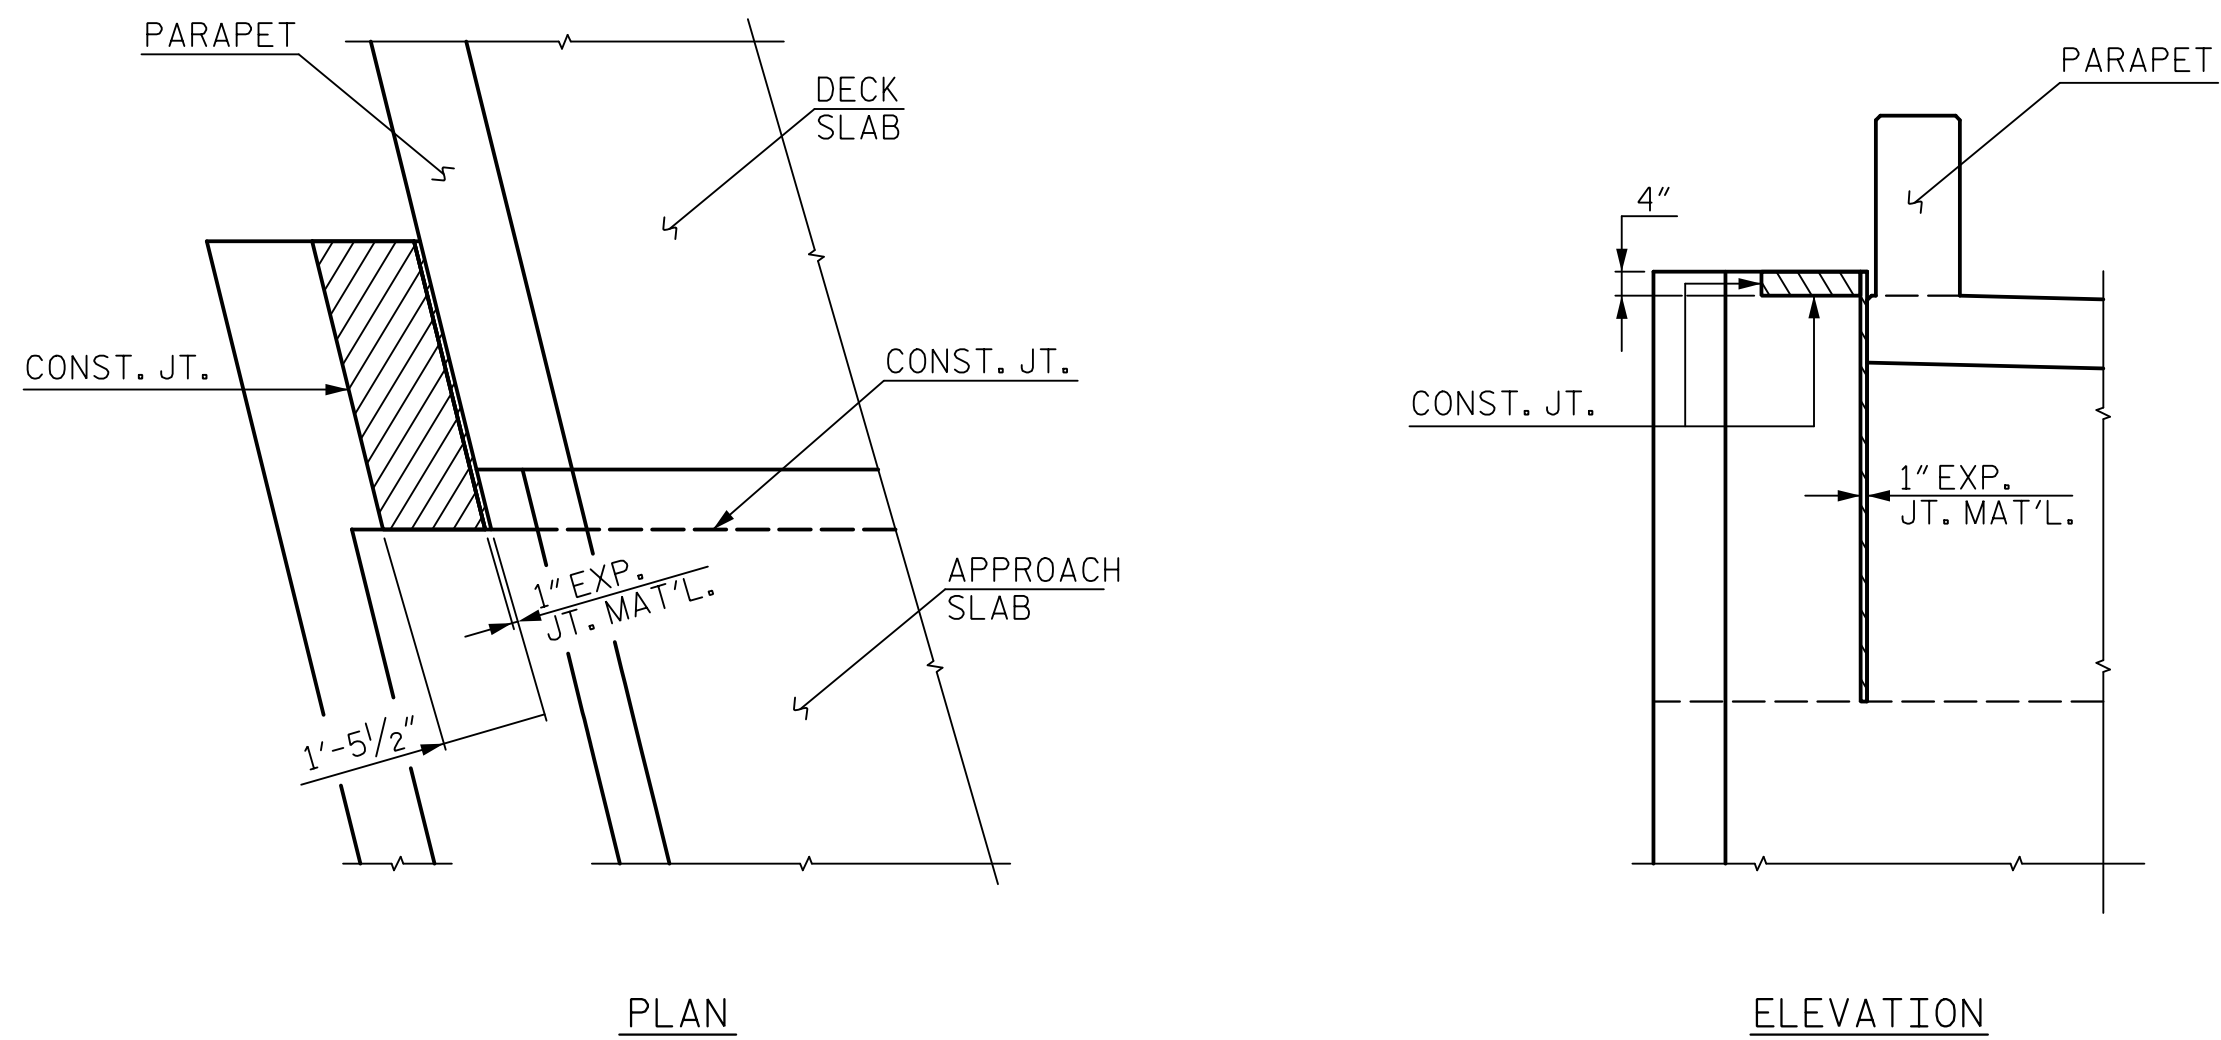 PARAPET
DECK
SLAB
CONST. JT.
CONST. JT.
1" EXP.
JT. MAT'L.
APPROACH
SLAB
1'-5 1/2"
PLAN
PARAPET
4"
CONST. JT.
1" EXP.
JT. MAT'L.
ELEVATION